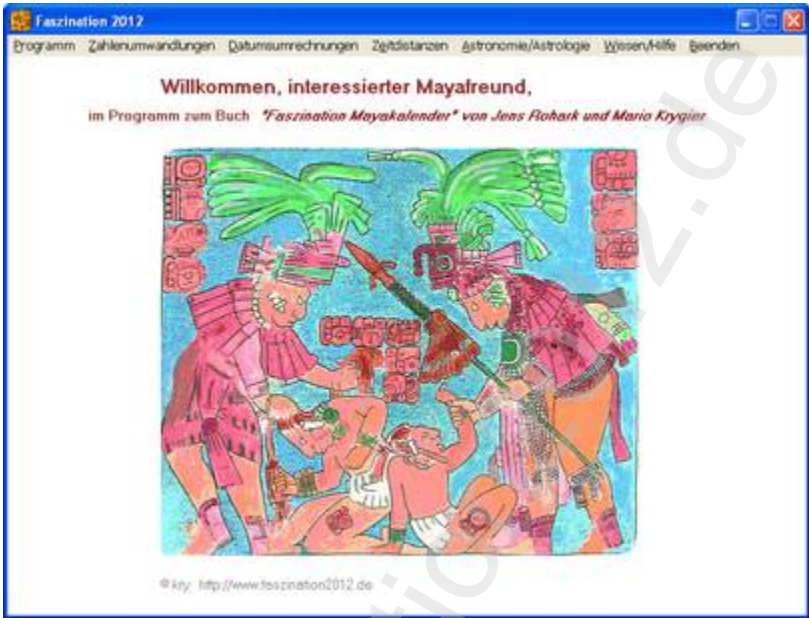 Faszination 2012
Programm Zahlenumwandlungen Datumsumrechnungen Zeitdistanzen Astronomie/Astrologie Wissen/Hilfe Beenden
Willkommen, interessierter Mayafreund,
im Programm zum Buch "Faszination Mayakalender" von Jens Rohark und Mario Krygier
© kry http://www.faszination2012.de